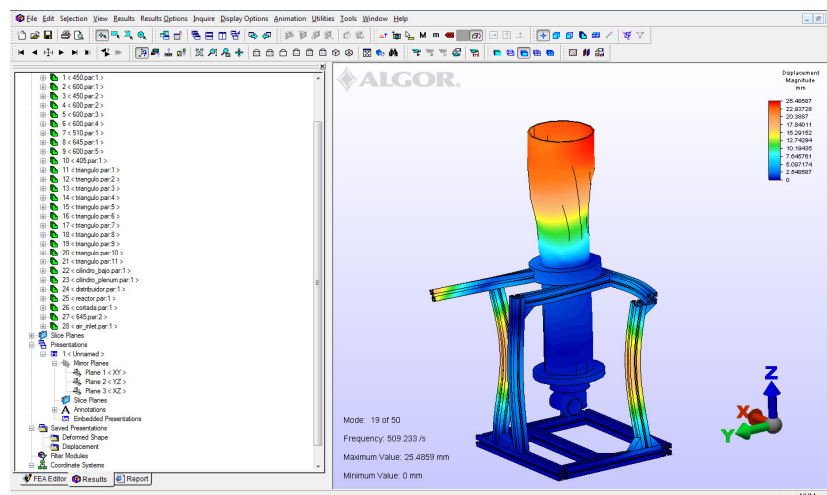 File Edit Selection View Results Results Options Inquire Display Options Animation Utilities Tools Window Help
1 < 450.par:1 >
2 < 600.par:1 >
3 < 450.par:2 >
4 < 600.par:2 >
5 < 600.par:3 >
6 < 600.par:4 >
7 < 510.par:1 >
8 < 645.par:1 >
9 < 600.par:5 >
10 < 405.par:1 >
11 < triangulo.par:1 >
12 < triangulo.par:2 >
13 < triangulo.par:3 >
14 < triangulo.par:4 >
15 < triangulo.par:5 >
16 < triangulo.par:6 >
17 < triangulo.par:7 >
18 < triangulo.par:8 >
19 < triangulo.par:9 >
20 < triangulo.par:10 >
21 < triangulo.par:11 >
22 < cilindro_bajo.par:1 >
23 < cilindro_plenum.par:1 >
24 < distribuidor.par:1 >
25 < reactor.par:1 >
26 < cortada.par:1 >
27 < 645.par:2 >
28 < air_inlet.par:1 >
Slice Planes
Presentations
1 < Unnamed >
Mirror Planes
Plane 1 < XY >
Plane 2 < YZ >
Plane 3 < XZ >
Slice Planes
Annotations
Embedded Presentations
Saved Presentations
Deformed Shape
Displacement
Filter Modules
Coordinate Systems
FEA Editor Results Report
ALGOR.
Displacement
Magnitude
mm
25.48587
22.93728
20.3887
17.84011
15.29152
12.74294
10.19435
7.645761
5.097174
2.548587
0
Z
X
Y
Mode: 19 of 50
Frequency: 509.233 /s
Maximum Value: 25.4859 mm
Minimum Value: 0 mm